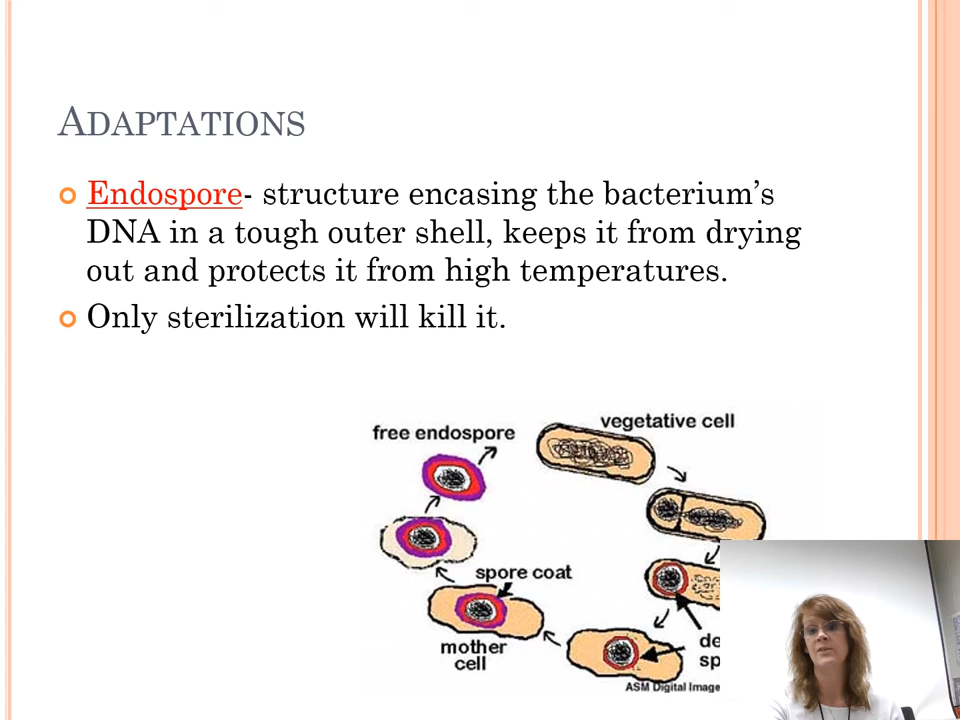 ADAPTATIONS
Endospore- structure encasing the bacterium's
DNA in a tough outer shell, keeps it from drying
out and protects it from high temperatures.
Only sterilization will kill it.
free endospore
vegetative cell
spore coat
mother
cell
de
sp
ASM Digital Image